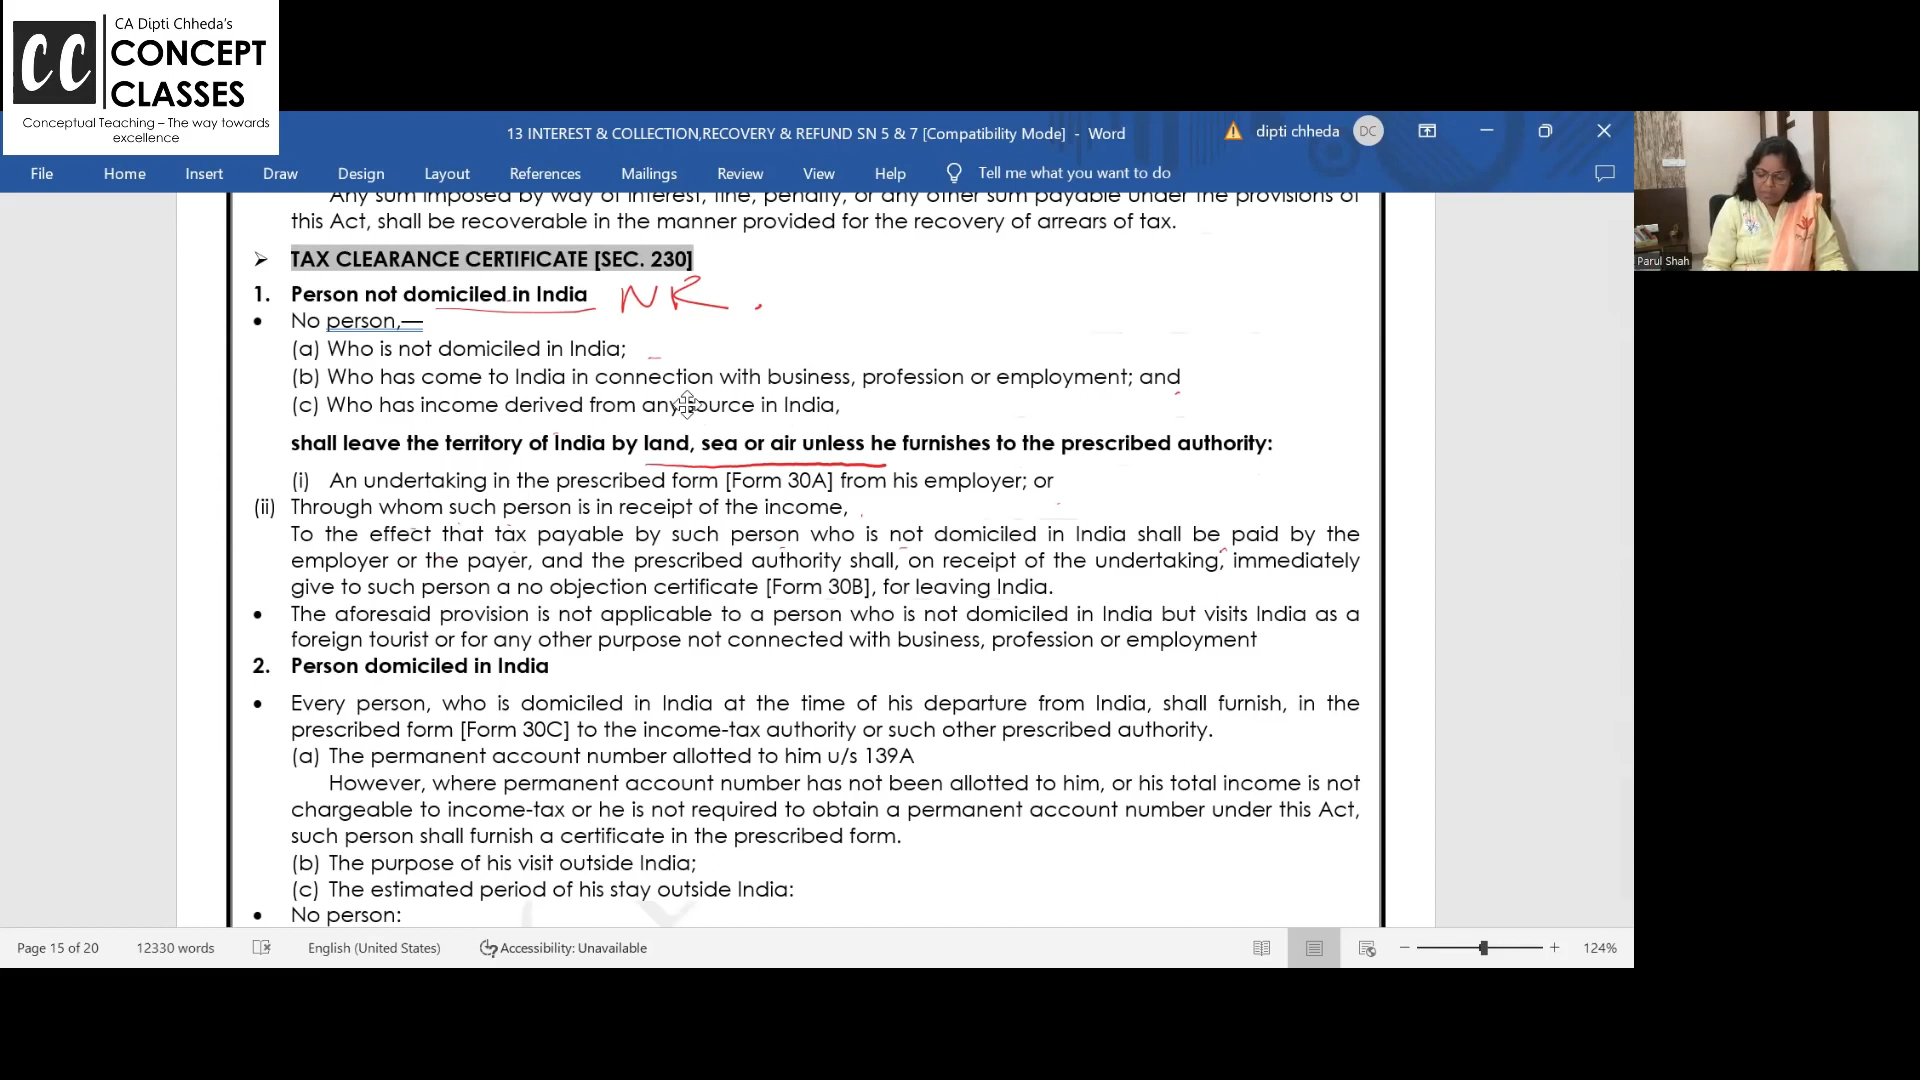 CA Dipti Chheda's
CC CONCEPT
CLASSES
Conceptual Teaching – The way towards
excellence
13 INTEREST & COLLECTION,RECOVERY & REFUND SN 5 & 7 [Compatibility Mode] - Word
dipti chheda DC
File Home Insert Draw Design Layout References Mailings Review View Help Tell me what you want to do
Any sum imposed by way of interest, fine, penalty, or any other sum payable under the provisions of
this Act, shall be recoverable in the manner provided for the recovery of arrears of tax.
➢ TAX CLEARANCE CERTIFICATE [SEC. 230]
1. Person not domiciled in India NR .
• No person,—
(a) Who is not domiciled in India;
(b) Who has come to India in connection with business, profession or employment; and
(c) Who has income derived from any source in India,
shall leave the territory of India by land, sea or air unless he furnishes to the prescribed authority:
(i) An undertaking in the prescribed form [Form 30A] from his employer; or
(ii) Through whom such person is in receipt of the income,
To the effect that tax payable by such person who is not domiciled in India shall be paid by the
employer or the payer, and the prescribed authority shall, on receipt of the undertaking, immediately
give to such person a no objection certificate [Form 30B], for leaving India.
• The aforesaid provision is not applicable to a person who is not domiciled in India but visits India as a
foreign tourist or for any other purpose not connected with business, profession or employment
2. Person domiciled in India
• Every person, who is domiciled in India at the time of his departure from India, shall furnish, in the
prescribed form [Form 30C] to the income-tax authority or such other prescribed authority.
(a) The permanent account number allotted to him u/s 139A
However, where permanent account number has not been allotted to him, or his total income is not
chargeable to income-tax or he is not required to obtain a permanent account number under this Act,
such person shall furnish a certificate in the prescribed form.
(b) The purpose of his visit outside India;
(c) The estimated period of his stay outside India:
• No person:
Parul Shah
Page 15 of 20 12330 words English (United States) Accessibility: Unavailable 124%